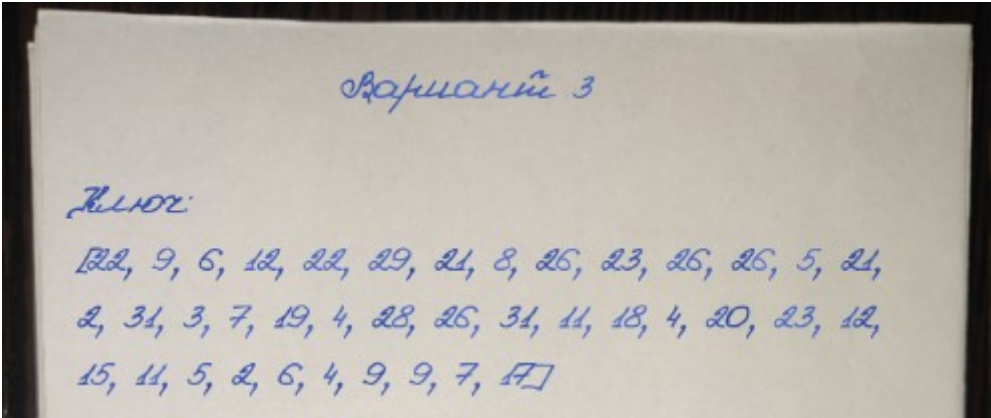 Вариант 3
Ключ:
[22, 9, 6, 12, 22, 29, 21, 8, 26, 23, 26, 26, 5, 21,
2, 31, 3, 7, 19, 4, 28, 26, 31, 11, 18, 4, 20, 23, 12,
15, 11, 5, 2, 6, 4, 9, 9, 7, 17]